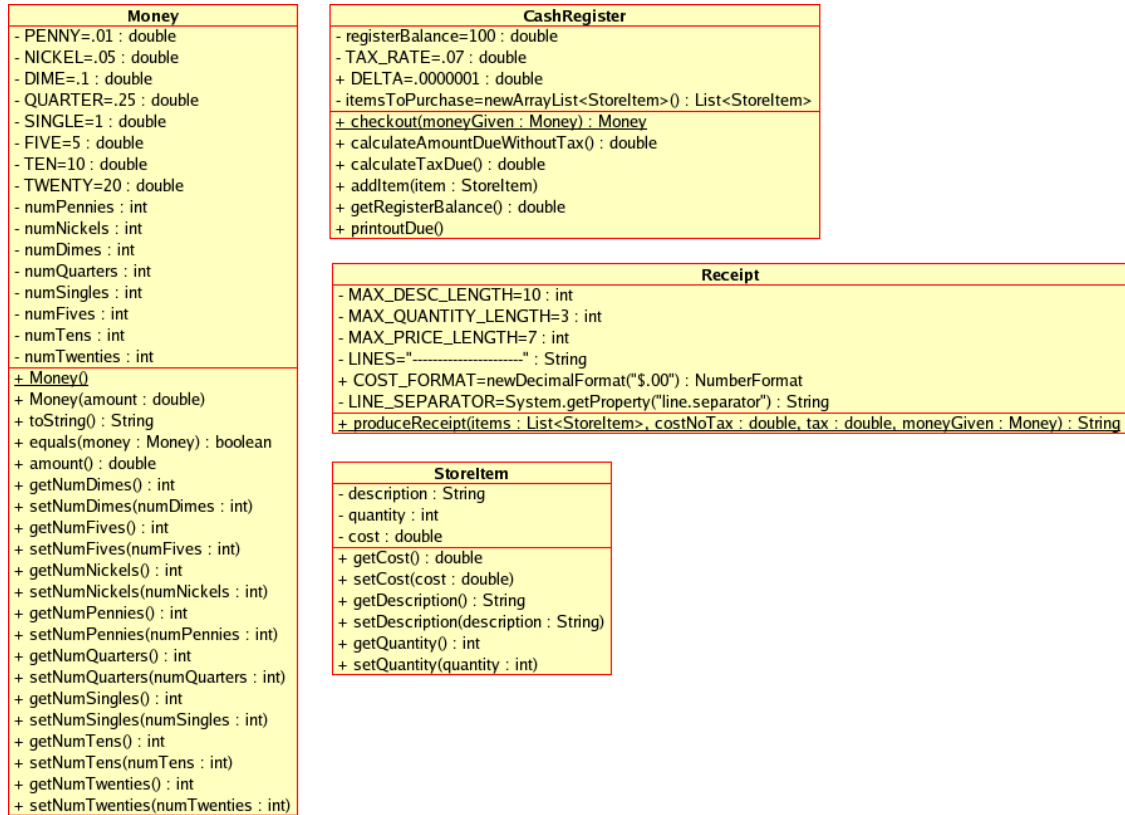 Money
- PENNY=.01 : double
- NICKEL=.05 : double
- DIME=.1 : double
- QUARTER=.25 : double
- SINGLE=1 : double
- FIVE=5 : double
- TEN=10 : double
- TWENTY=20 : double
- numPennies : int
- numNickels : int
- numDimes : int
- numQuarters : int
- numSingles : int
- numFives : int
- numTens : int
- numTwenties : int
+ Money()
+ Money(amount : double)
+ toString() : String
+ equals(money : Money) : boolean
+ amount() : double
+ getNumDimes() : int
+ setNumDimes(numDimes : int)
+ getNumFives() : int
+ setNumFives(numFives : int)
+ getNumNickels() : int
+ setNumNickels(numNickels : int)
+ getNumPennies() : int
+ setNumPennies(numPennies : int)
+ getNumQuarters() : int
+ setNumQuarters(numQuarters : int)
+ getNumSingles() : int
+ setNumSingles(numSingles : int)
+ getNumTens() : int
+ setNumTens(numTens : int)
+ getNumTwenties() : int
+ setNumTwenties(numTwenties : int)
CashRegister
- registerBalance=100 : double
- TAX_RATE=.07 : double
+ DELTA=.0000001 : double
- itemsToPurchase=newArrayList<StoreItem>() : List<StoreItem>
+ checkout(moneyGiven : Money) : Money
+ calculateAmountDueWithoutTax() : double
+ calculateTaxDue() : double
+ addItem(item : StoreItem)
+ getRegisterBalance() : double
+ printoutDue()
Receipt
- MAX_DESC_LENGTH=10 : int
- MAX_QUANTITY_LENGTH=3 : int
- MAX_PRICE_LENGTH=7 : int
- LINES="----------------------" : String
+ COST_FORMAT=newDecimalFormat("$.00") : NumberFormat
- LINE_SEPARATOR=System.getProperty("line.separator") : String
+ produceReceipt(items : List<StoreItem>, costNoTax : double, tax : double, moneyGiven : Money) : String
StoreItem
- description : String
- quantity : int
- cost : double
+ getCost() : double
+ setCost(cost : double)
+ getDescription() : String
+ setDescription(description : String)
+ getQuantity() : int
+ setQuantity(quantity : int)